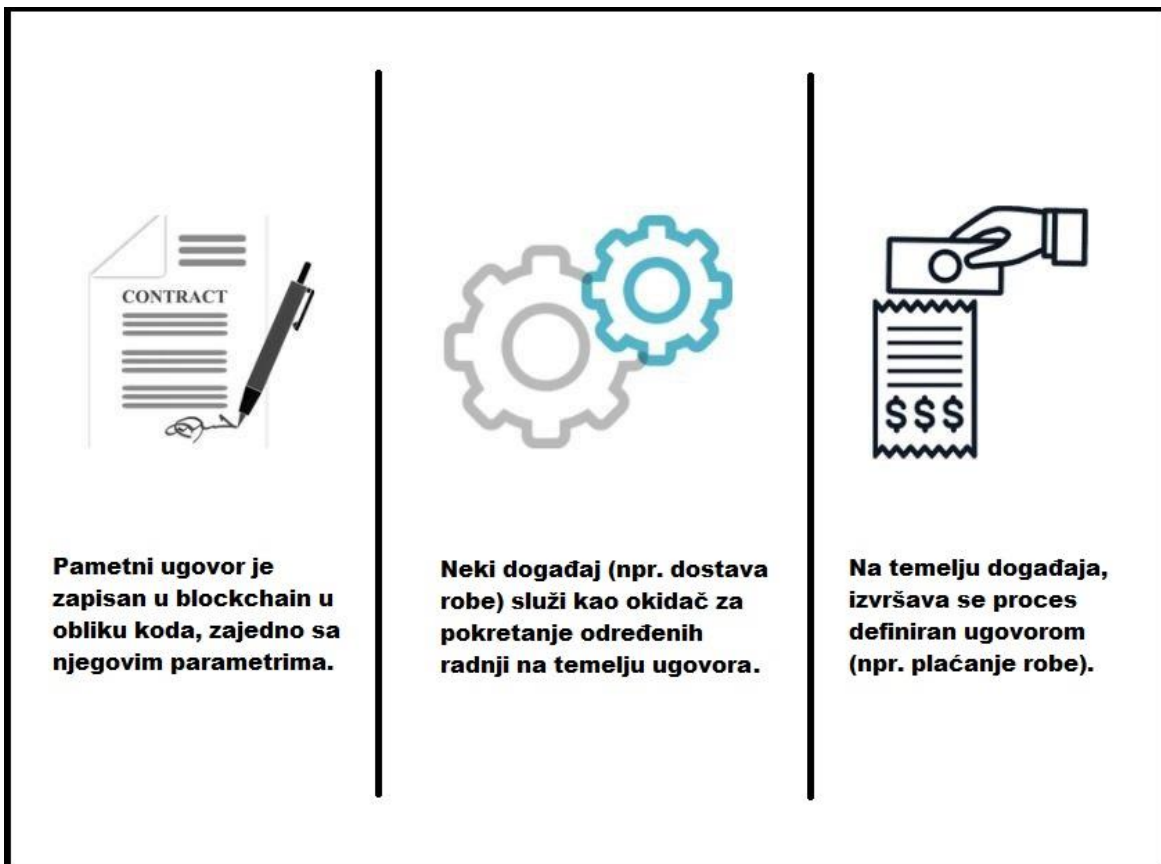 CONTRACT
$$$
Pametni ugovor je
zapisan u blockchain u
obliku koda, zajedno sa
njegovim parametrima.
Neki događaj (npr. dostava
robe) služi kao okidač za
pokretanje određenih
radnji na temelju ugovora.
Na temelju događaja,
izvršava se proces
definiran ugovorom
(npr. plaćanje robe).